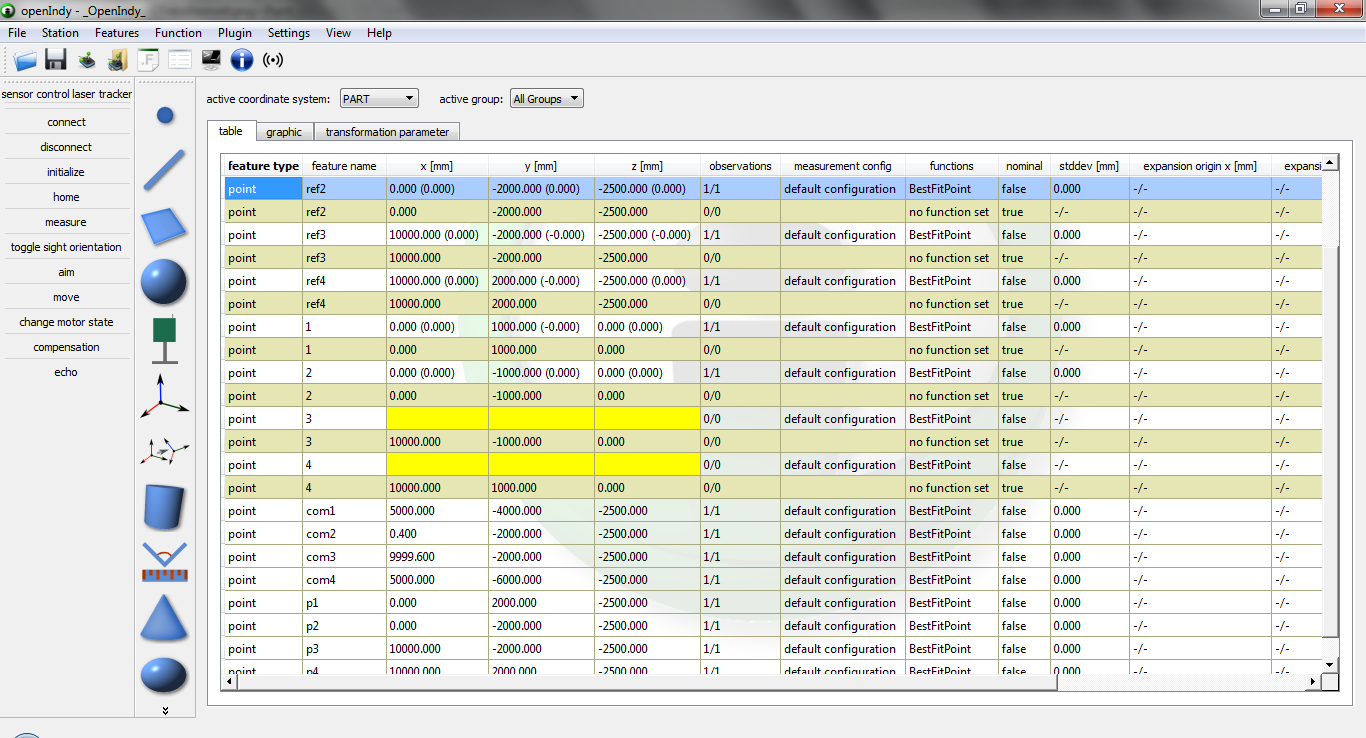 openIndy - _OpenIndy_
File Station Features Function Plugin Settings View Help
sensor control laser tracker
connect
disconnect
initialize
home
measure
toggle sight orientation
aim
move
change motor state
compensation
echo
active coordinate system: PART active group: All Groups
table graphic transformation parameter
feature type feature name x [mm] y [mm] z [mm] observations measurement config functions nominal stddev [mm] expansion origin x [mm] expansi
point ref2 0.000 (0.000) -2000.000 (0.000) -2500.000 (0.000) 1/1 default configuration BestFitPoint false 0.000 -/- -/-
point ref2 0.000 -2000.000 -2500.000 0/0 no function set true -/- -/- -/-
point ref3 10000.000 (0.000) -2000.000 (-0.000) -2500.000 (-0.000) 1/1 default configuration BestFitPoint false 0.000 -/- -/-
point ref3 10000.000 -2000.000 -2500.000 0/0 no function set true -/- -/- -/-
point ref4 10000.000 (0.000) 2000.000 (-0.000) -2500.000 (0.000) 1/1 default configuration BestFitPoint false 0.000 -/- -/-
point ref4 10000.000 2000.000 -2500.000 0/0 no function set true -/- -/- -/-
point 1 0.000 (0.000) 1000.000 (-0.000) 0.000 (0.000) 1/1 default configuration BestFitPoint false 0.000 -/- -/-
point 1 0.000 1000.000 0.000 0/0 no function set true -/- -/- -/-
point 2 0.000 (0.000) -1000.000 (0.000) 0.000 (0.000) 1/1 default configuration BestFitPoint false 0.000 -/- -/-
point 2 0.000 -1000.000 0.000 0/0 no function set true -/- -/- -/-
point 3 0/0 default configuration BestFitPoint false -/- -/- -/-
point 3 10000.000 -1000.000 0.000 0/0 no function set true -/- -/- -/-
point 4 0/0 default configuration BestFitPoint false -/- -/- -/-
point 4 10000.000 1000.000 0.000 0/0 no function set true -/- -/- -/-
point com1 5000.000 -4000.000 -2500.000 1/1 default configuration BestFitPoint false 0.000 -/- -/-
point com2 0.400 -2000.000 -2500.000 1/1 default configuration BestFitPoint false 0.000 -/- -/-
point com3 9999.600 -2000.000 -2500.000 1/1 default configuration BestFitPoint false 0.000 -/- -/-
point com4 5000.000 -6000.000 -2500.000 1/1 default configuration BestFitPoint false 0.000 -/- -/-
point p1 0.000 2000.000 -2500.000 1/1 default configuration BestFitPoint false 0.000 -/- -/-
point p2 0.000 -2000.000 -2500.000 1/1 default configuration BestFitPoint false 0.000 -/- -/-
point p3 10000.000 -2000.000 -2500.000 1/1 default configuration BestFitPoint false 0.000 -/- -/-
point p4 10000.000 2000.000 -2500.000 1/1 default configuration BestFitPoint false 0.000 -/- -/-